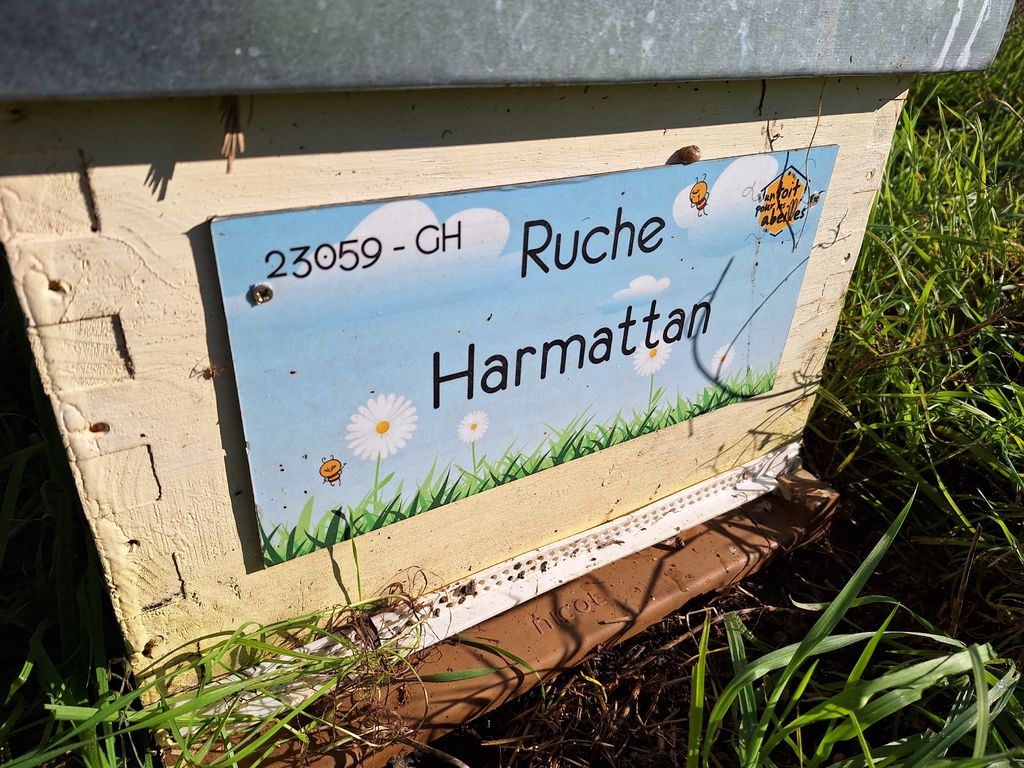 23059 - GH
Ruche
Harmattan
un toit
pour les
abeilles
nicot